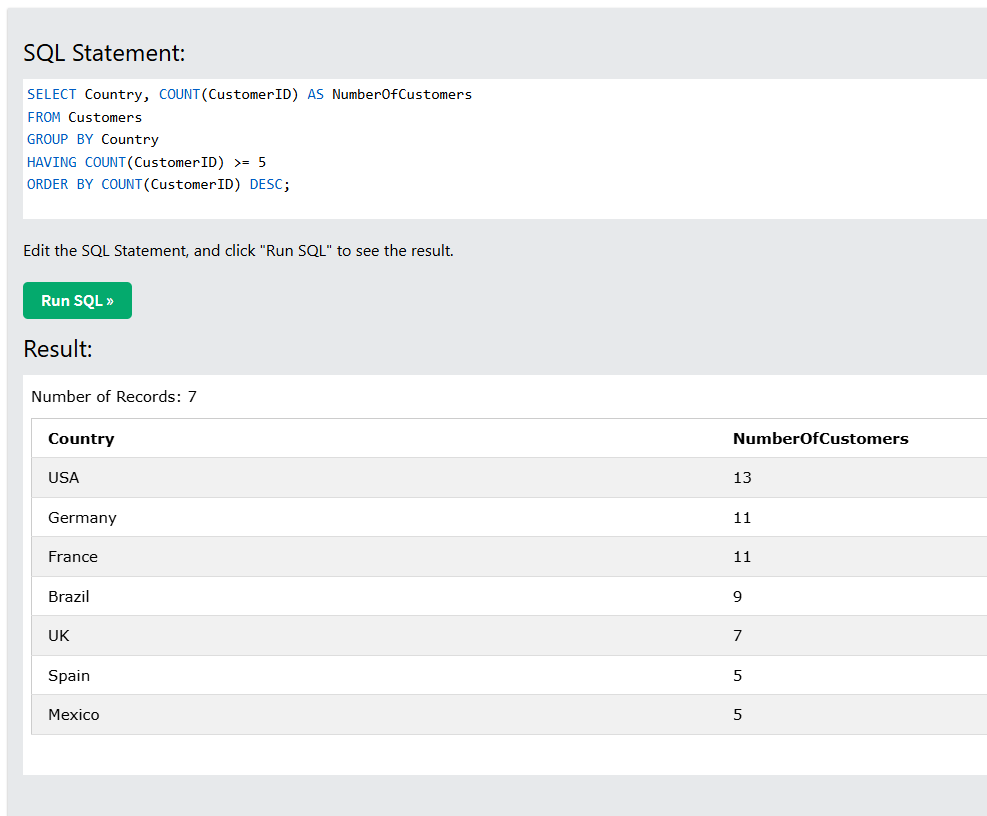 SQL Statement:
SELECT Country, COUNT(CustomerID) AS NumberOfCustomers
FROM Customers
GROUP BY Country
HAVING COUNT(CustomerID) >= 5
ORDER BY COUNT(CustomerID) DESC;
Edit the SQL Statement, and click "Run SQL" to see the result.
Run SQL »
Result:
Number of Records: 7
Country NumberOfCustomers
USA 13
Germany 11
France 11
Brazil 9
UK 7
Spain 5
Mexico 5